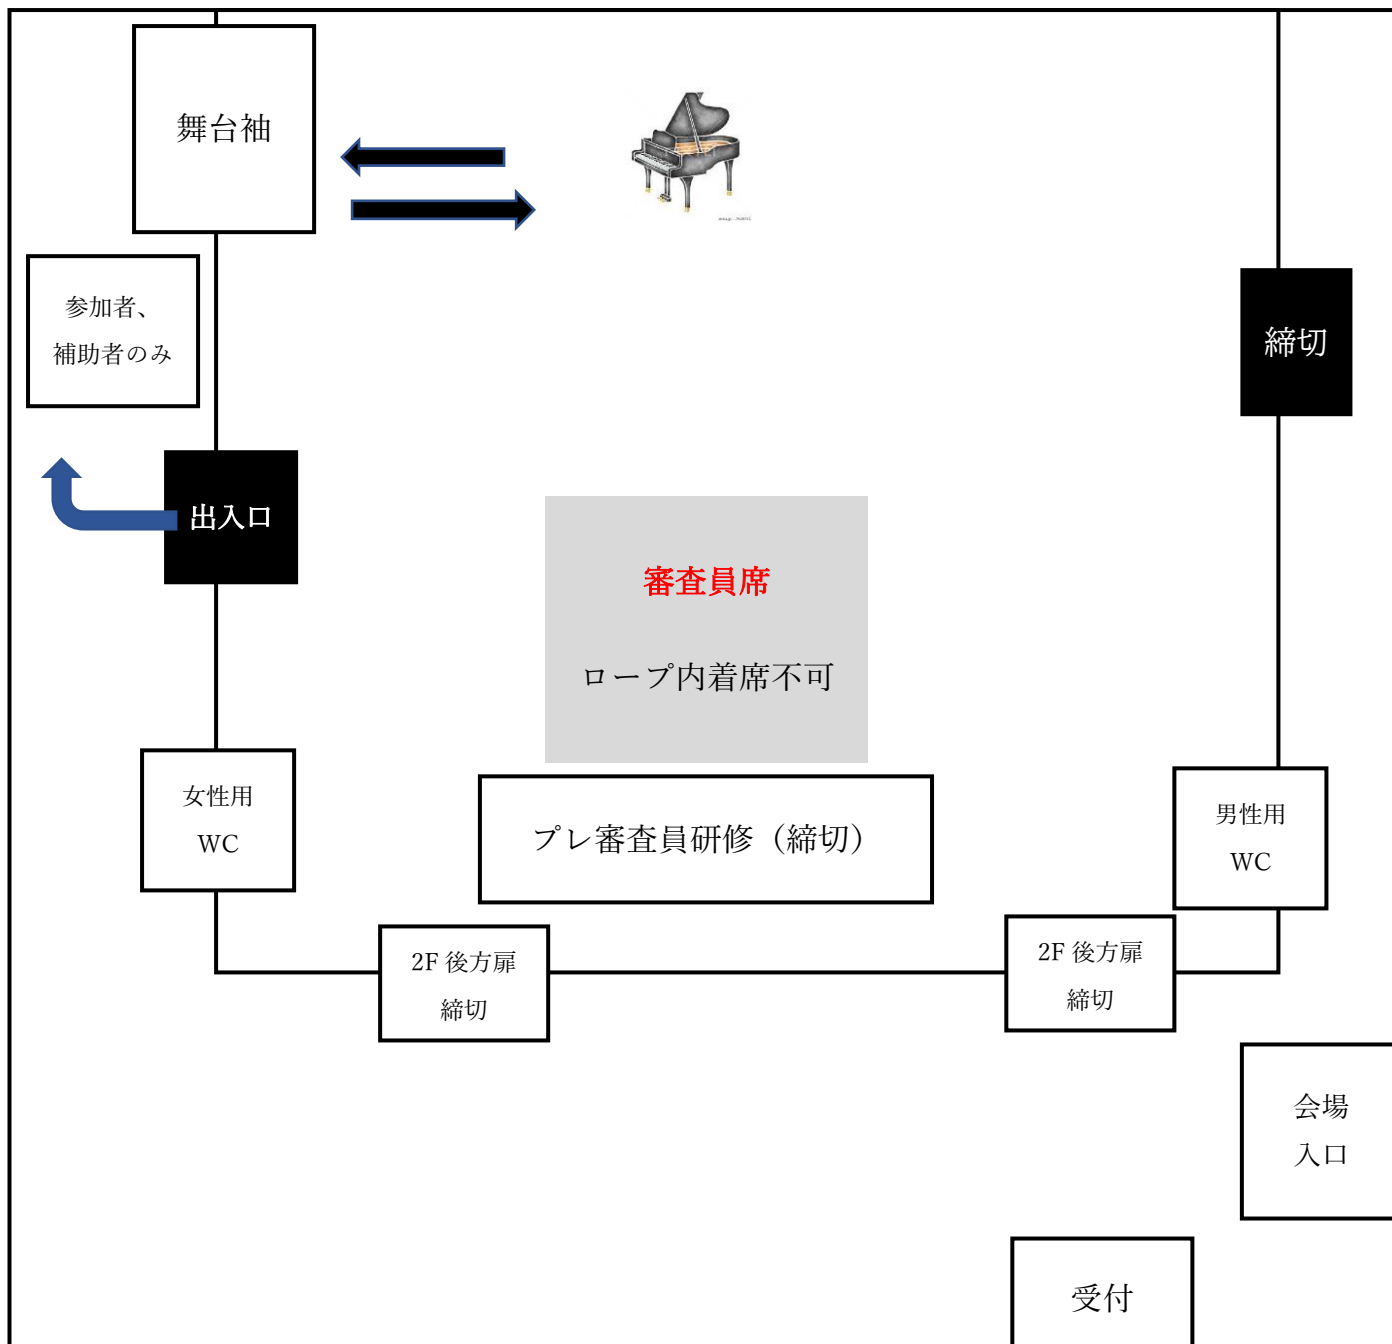 舞台袖
参加者、
補助者のみ
締切
出入口
審査員席
ロープ内着席不可
女性用
WC
プレ審査員研修（締切）
男性用
WC
2F 後方扉
締切
2F 後方扉
締切
会場
入口
受付